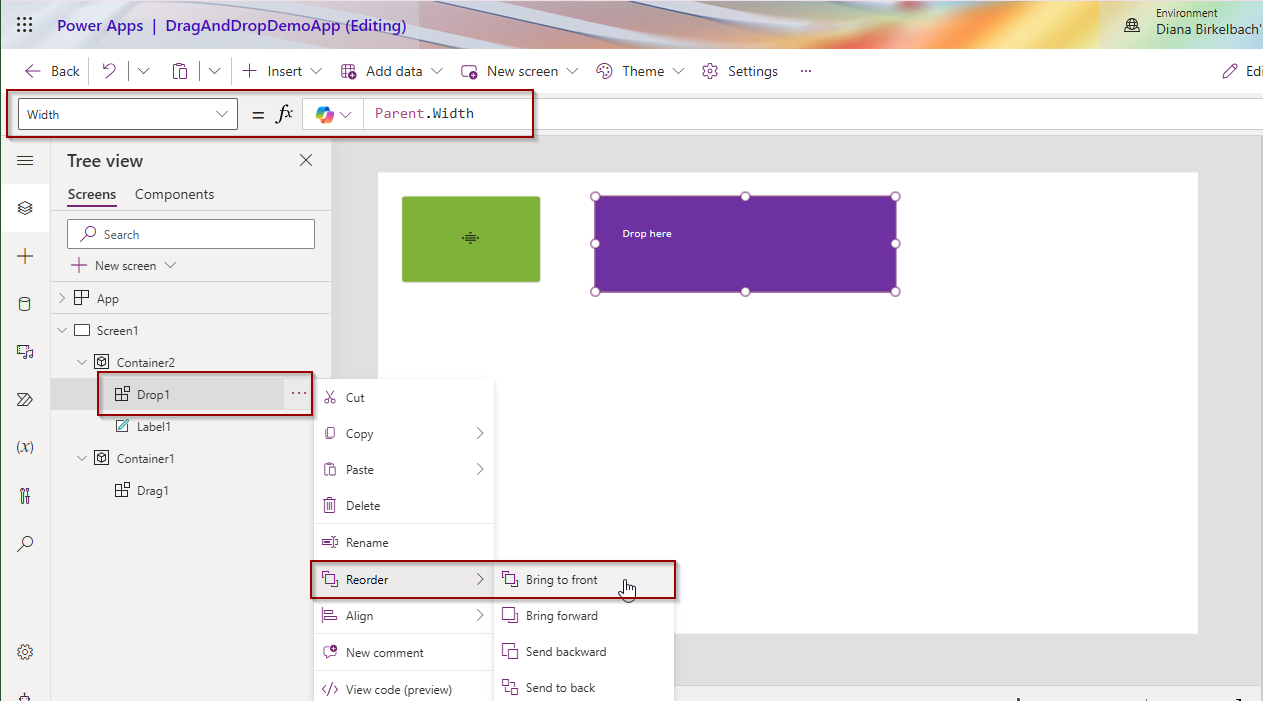 Power Apps | DragAndDropDemoApp (Editing)
Environment
Diana Birkelbach'
Back
Insert
Add data
New screen
Theme
Settings
...
Edi
Width
= fx
Parent.Width
Tree view
Screens
Components
Search
New screen
App
Screen1
Container2
Drop1
...
Label1
Container1
Drag1
(x)
Drop here
Cut
Copy
Paste
Delete
Rename
Reorder
Align
New comment
View code (preview)
Bring to front
Bring forward
Send backward
Send to back